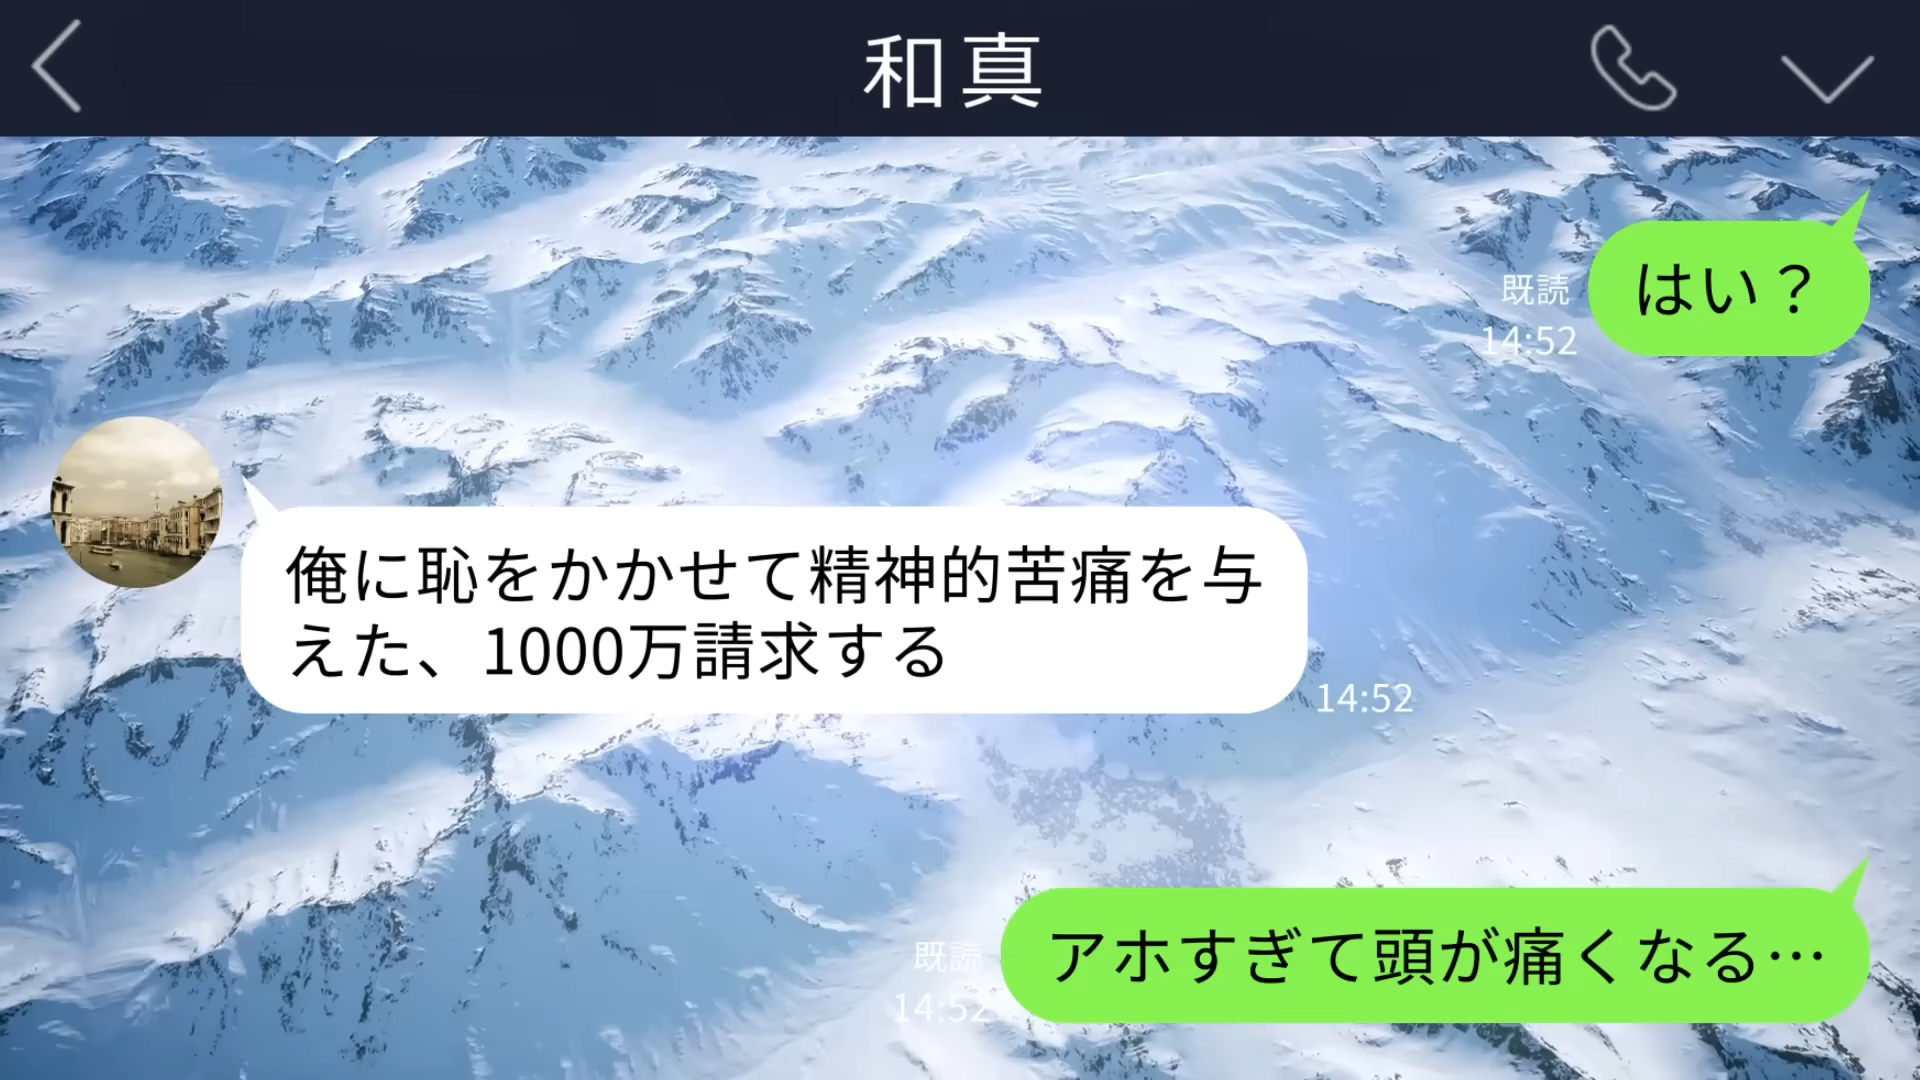 和真
はい？
既読
14:52
俺に恥をかかせて精神的苦痛を与
えた、1000万請求する
14:52
アホすぎて頭が痛くなる…
既読
14:52